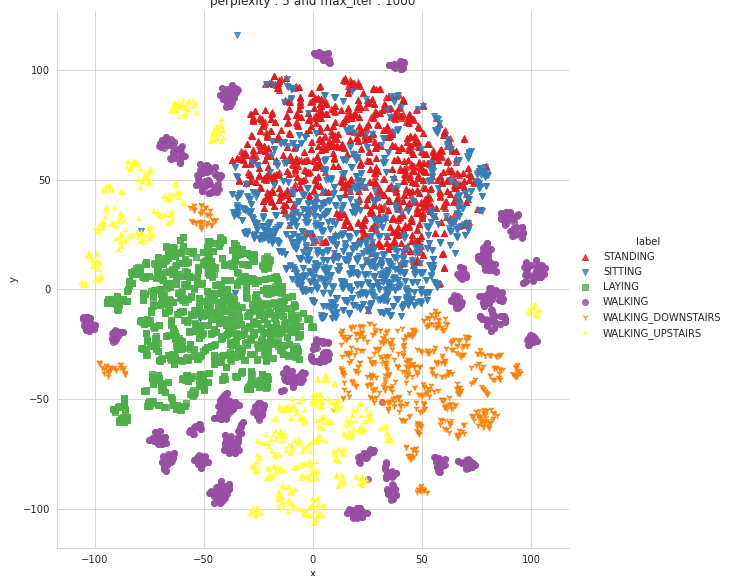 perplexity : 5 and max_iter : 1000
100
50
0
−50
−100
y
−100
−50
0
50
100
x
label
STANDING
SITTING
LAYING
WALKING
WALKING_DOWNSTAIRS
WALKING_UPSTAIRS